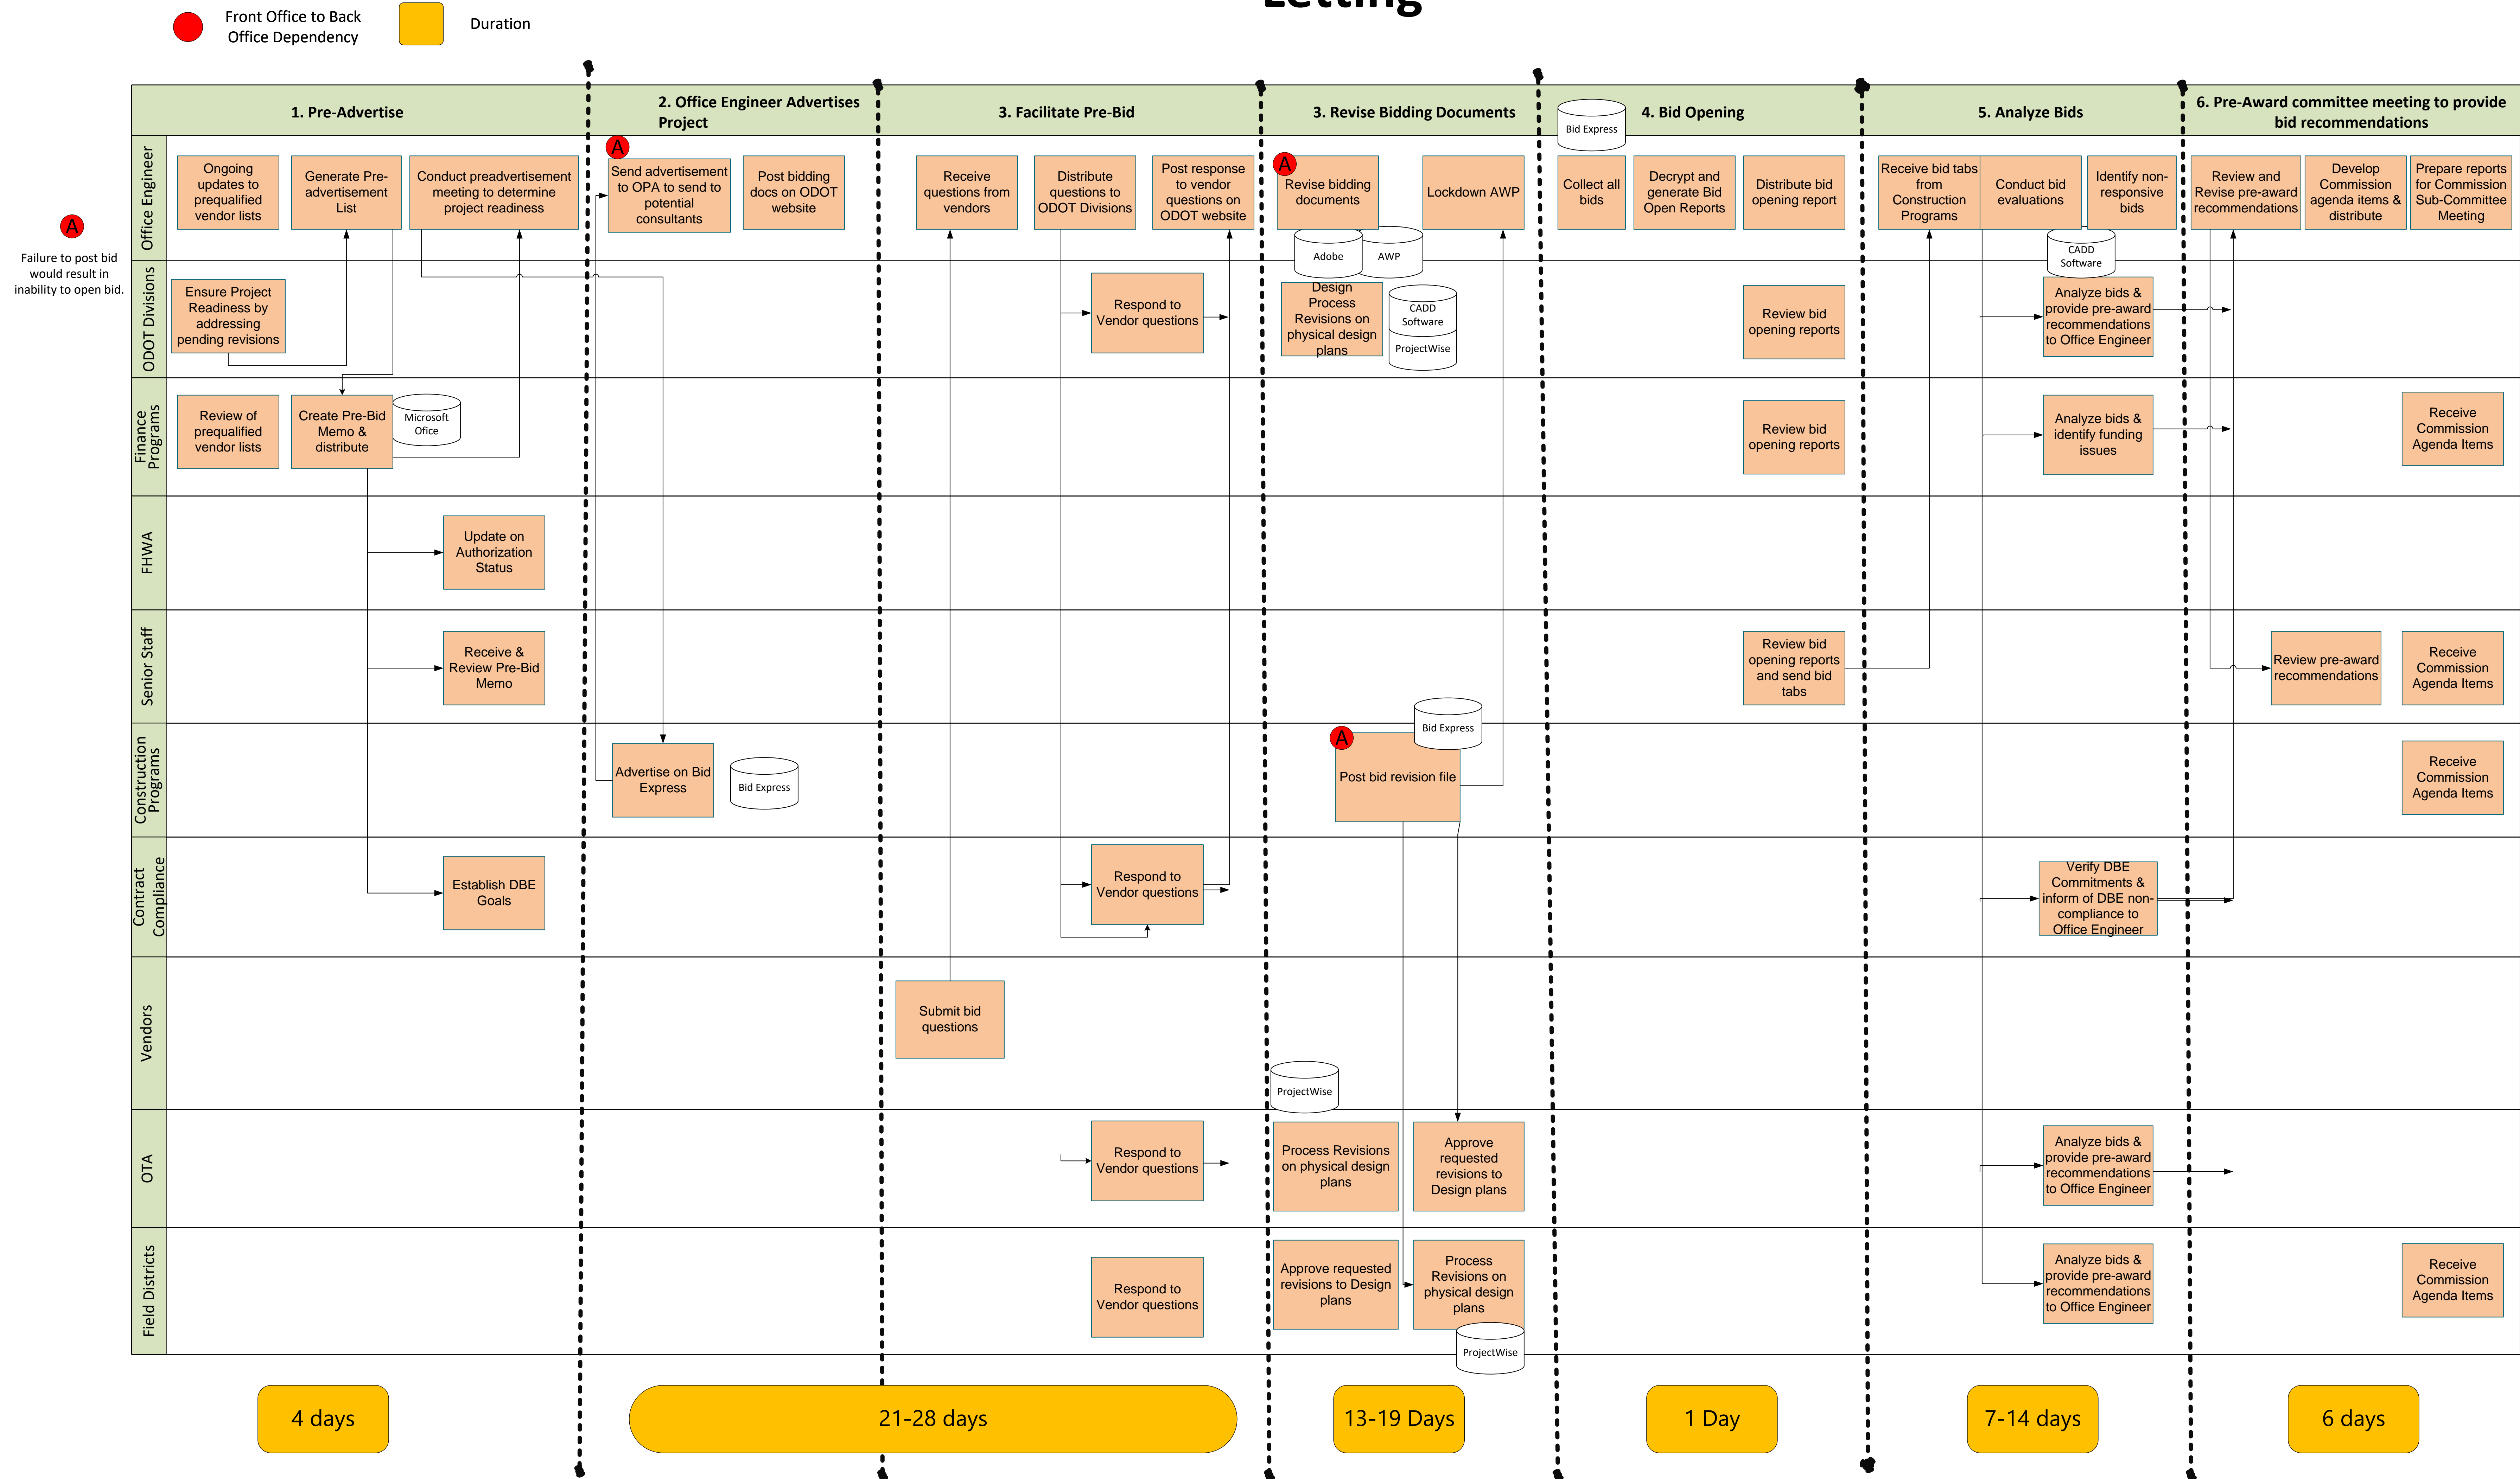 Letting
Front Office to Back
Office Dependency
Duration
1. Pre-Advertise
2. Office Engineer Advertises
Project
3. Facilitate Pre-Bid
3. Revise Bidding Documents
4. Bid Opening
5. Analyze Bids
6. Pre-Award committee meeting to provide
bid recommendations
Bid Express
A
Failure to post bid
would result in
inability to open bid.
Office Engineer
Ongoing
updates to
prequalified
vendor lists
Generate Pre-
advertisement
List
Conduct preadvertisement
meeting to determine
project readiness
A
Send advertisement
to OPA to send to
potential
consultants
Post bidding
docs on ODOT
website
Receive
questions from
vendors
Distribute
questions to
ODOT Divisions
Post response
to vendor
questions on
ODOT website
A
Revise bidding
documents
Lockdown AWP
Collect all
bids
Decrypt and
generate Bid
Open Reports
Distribute bid
opening report
Receive bid tabs
from
Construction
Programs
Conduct bid
evaluations
Identify non-
responsive
bids
Review and
Revise pre-award
recommendations
Develop
Commission
agenda items &
distribute
Prepare reports
for Commission
Sub-Committee
Meeting
Adobe
AWP
CADD
Software
ODOT Divisions
Ensure Project
Readiness by
addressing
pending revisions
Respond to
Vendor questions
Design
Process
Revisions on
physical design
plans
CADD
Software
ProjectWise
Review bid
opening reports
Analyze bids &
provide pre-award
recommendations
to Office Engineer
Finance
Programs
Review of
prequalified
vendor lists
Create Pre-Bid
Memo &
distribute
Microsoft
Ofice
Review bid
opening reports
Analyze bids &
identify funding
issues
Receive
Commission
Agenda Items
FHWA
Update on
Authorization
Status
Senior Staff
Receive &
Review Pre-Bid
Memo
Review bid
opening reports
and send bid
tabs
Review pre-award
recommendations
Receive
Commission
Agenda Items
Construction
Programs
Advertise on Bid
Express
Bid Express
A
Post bid revision file
Bid Express
Receive
Commission
Agenda Items
Contract
Compliance
Establish DBE
Goals
Respond to
Vendor questions
Verify DBE
Commitments &
inform of DBE non-
compliance to
Office Engineer
Vendors
Submit bid
questions
ProjectWise
OTA
Respond to
Vendor questions
Process Revisions
on physical design
plans
Approve
requested
revisions to
Design plans
Analyze bids &
provide pre-award
recommendations
to Office Engineer
Field Districts
Respond to
Vendor questions
Approve requested
revisions to Design
plans
Process
Revisions on
physical design
plans
ProjectWise
Analyze bids &
provide pre-award
recommendations
to Office Engineer
Receive
Commission
Agenda Items
4 days
21-28 days
13-19 Days
1 Day
7-14 days
6 days